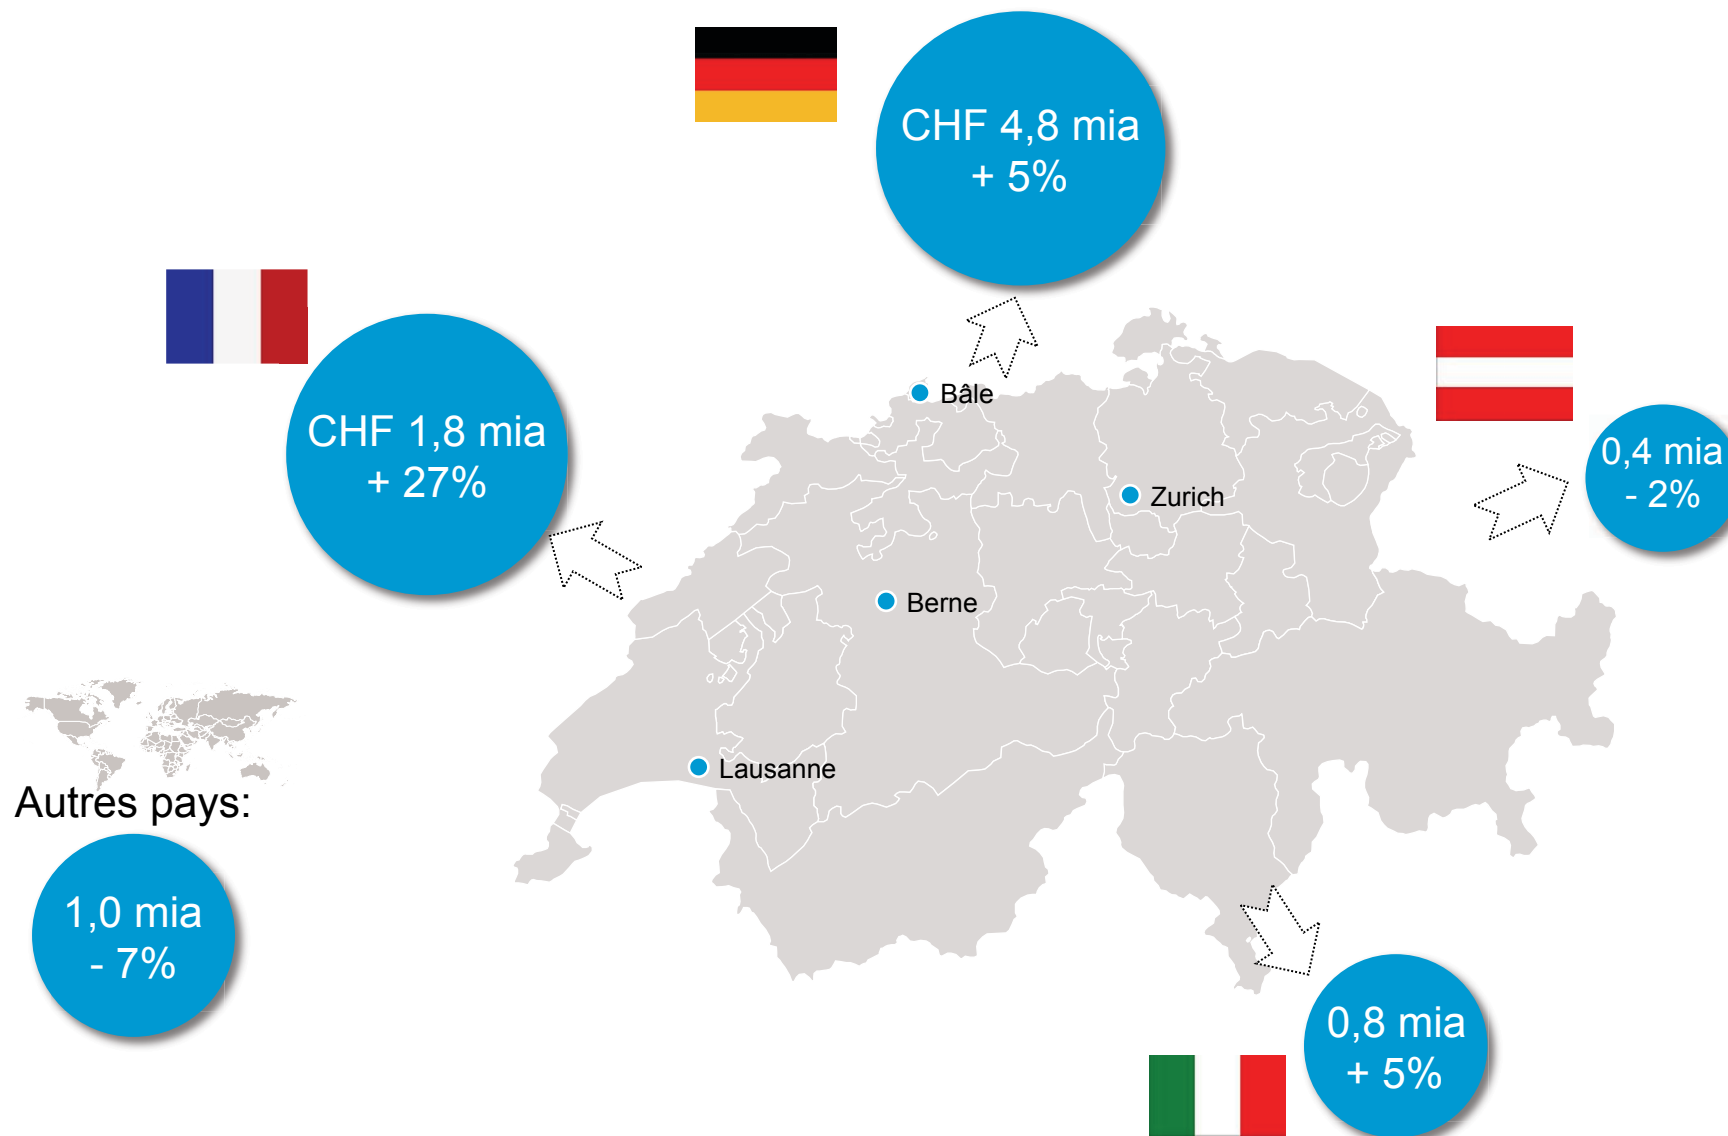 CHF 4,8 mia
+ 5%
CHF 1,8 mia
+ 27%
Bâle
0,4 mia
- 2%
Zurich
Berne
Lausanne
Autres pays:
1,0 mia
- 7%
0,8 mia
+ 5%